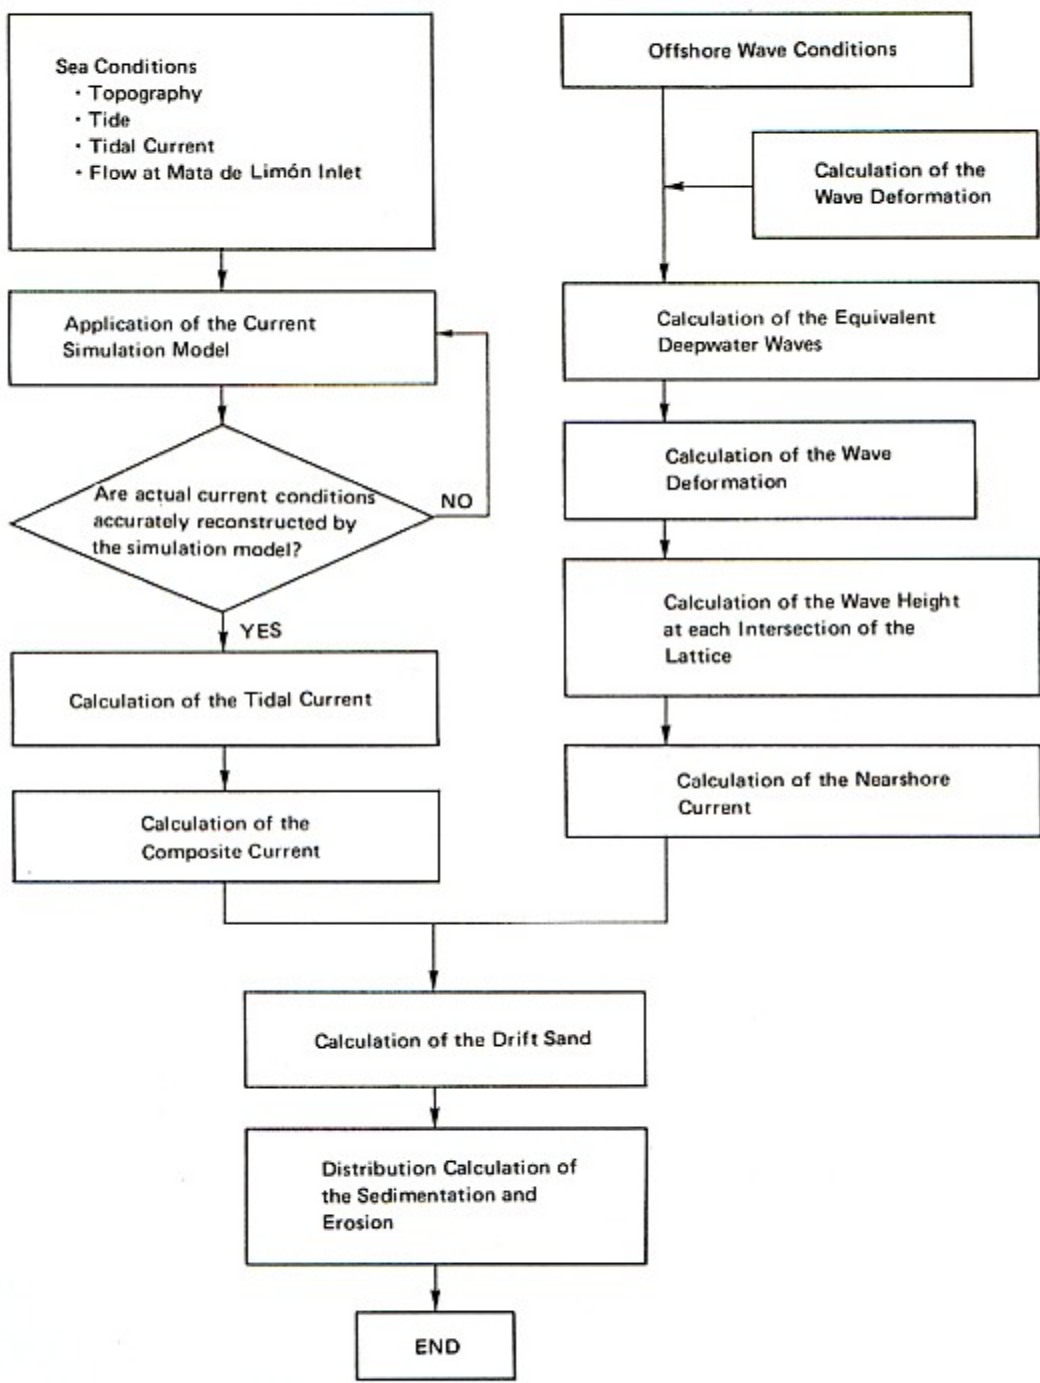 Sea Conditions
· Topography
· Tide
· Tidal Current
· Flow at Mata de Limón Inlet
Application of the Current
Simulation Model
Are actual current conditions
accurately reconstructed by
the simulation model?
NO
YES
Calculation of the Tidal Current
Calculation of the
Composite Current
Offshore Wave Conditions
Calculation of the
Wave Deformation
Calculation of the Equivalent
Deepwater Waves
Calculation of the Wave
Deformation
Calculation of the Wave Height
at each Intersection of the
Lattice
Calculation of the Nearshore
Current
Calculation of the Drift Sand
Distribution Calculation of
the Sedimentation and
Erosion
END